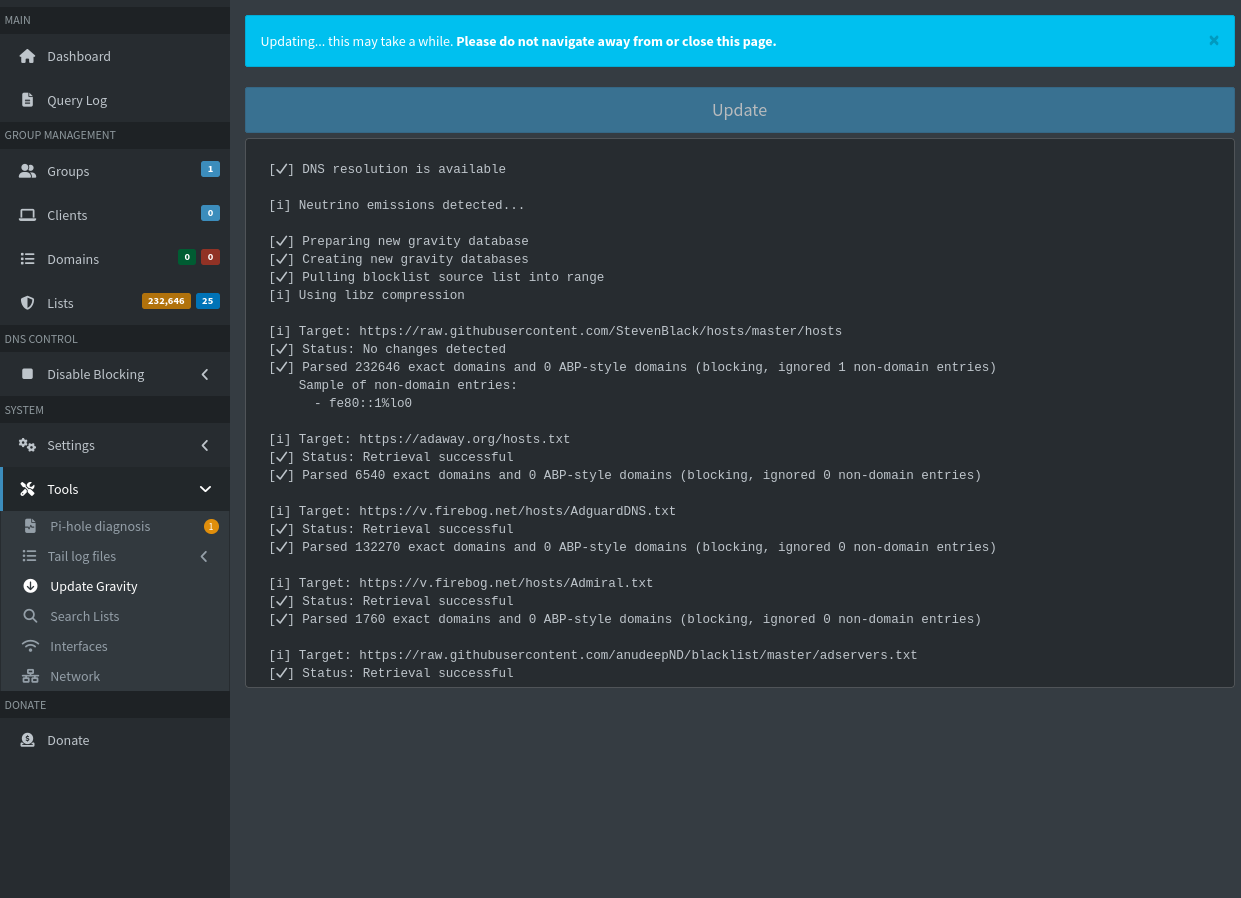 MAIN
Dashboard
Query Log
GROUP MANAGEMENT
Groups 1
Clients 0
Domains 0 0
Lists 232,646 25
DNS CONTROL
Disable Blocking
SYSTEM
Settings
Tools
Pi-hole diagnosis 1
Tail log files
Update Gravity
Search Lists
Interfaces
Network
DONATE
Donate
Updating... this may take a while. Please do not navigate away from or close this page. ×
Update
[✓] DNS resolution is available
[i] Neutrino emissions detected...
[✓] Preparing new gravity database
[✓] Creating new gravity databases
[✓] Pulling blocklist source list into range
[i] Using libz compression
[i] Target: https://raw.githubusercontent.com/StevenBlack/hosts/master/hosts
[✓] Status: No changes detected
[✓] Parsed 232646 exact domains and 0 ABP-style domains (blocking, ignored 1 non-domain entries)
Sample of non-domain entries:
- fe80::1%lo0
[i] Target: https://adaway.org/hosts.txt
[✓] Status: Retrieval successful
[✓] Parsed 6540 exact domains and 0 ABP-style domains (blocking, ignored 0 non-domain entries)
[i] Target: https://v.firebog.net/hosts/AdguardDNS.txt
[✓] Status: Retrieval successful
[✓] Parsed 132270 exact domains and 0 ABP-style domains (blocking, ignored 0 non-domain entries)
[i] Target: https://v.firebog.net/hosts/Admiral.txt
[✓] Status: Retrieval successful
[✓] Parsed 1760 exact domains and 0 ABP-style domains (blocking, ignored 0 non-domain entries)
[i] Target: https://raw.githubusercontent.com/anudeepND/blacklist/master/adservers.txt
[✓] Status: Retrieval successful